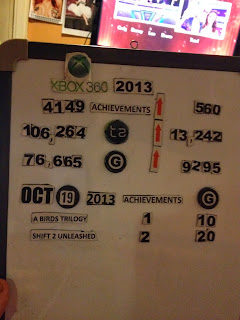 XBOX 360 2013
4149 ACHIEVEMENTS 560
106,264 ta 13,242
76,665 G 9295
OCT 19 2013 ACHIEVEMENTS G
A BIRDS TRILOGY 1 10
SHIFT 2 UNLEASHED 2 20